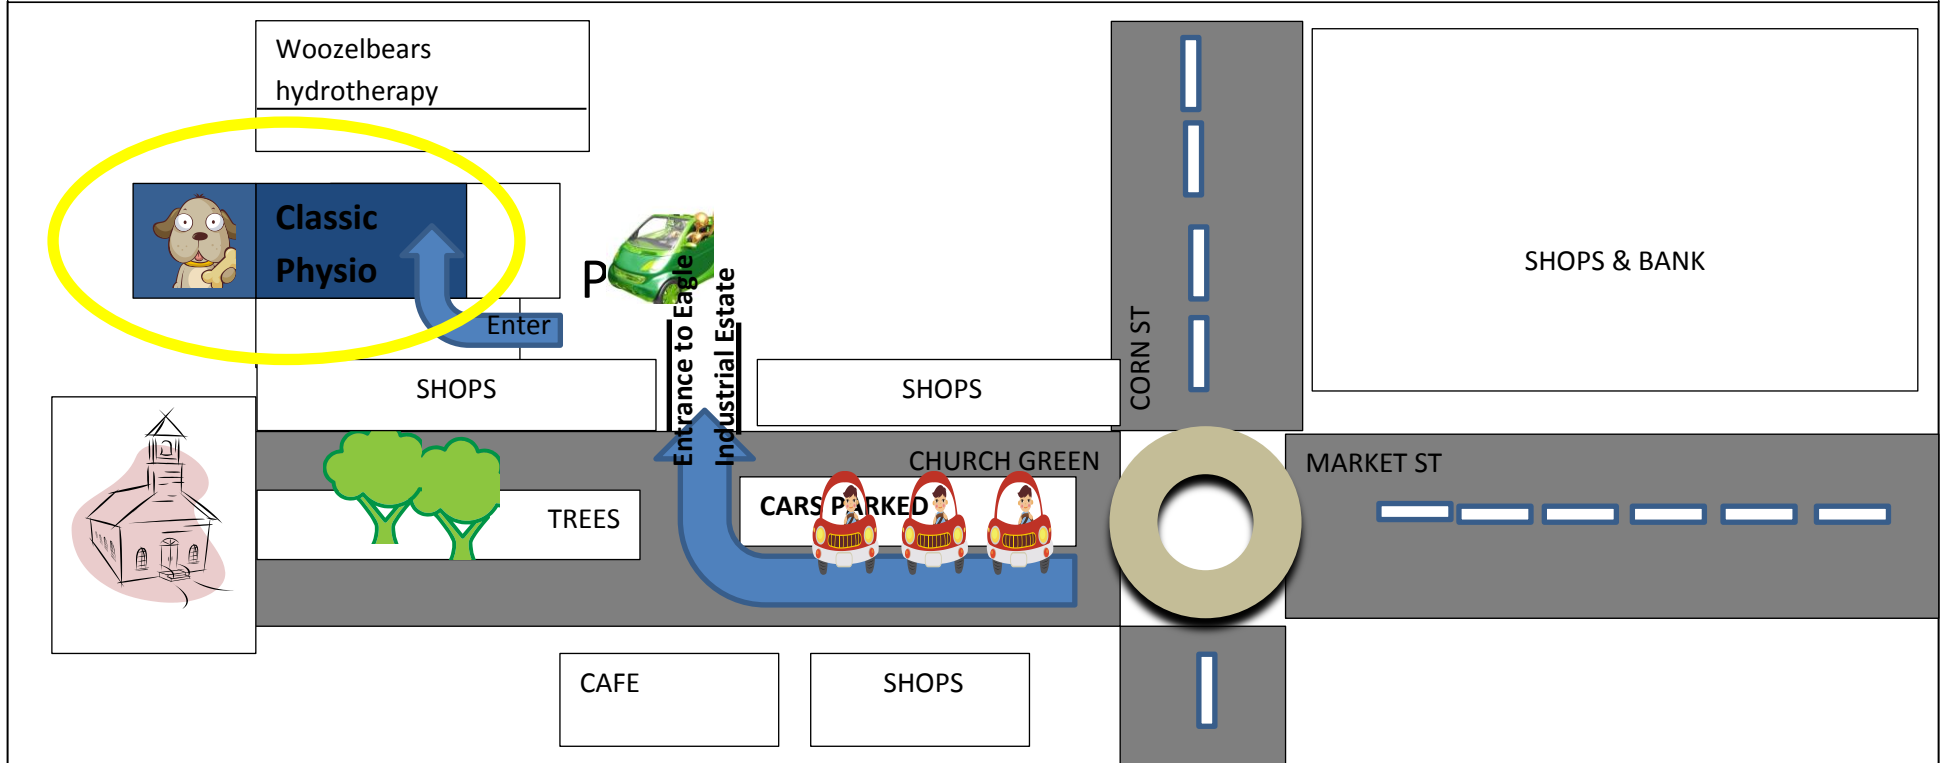 Woozelbears
hydrotherapy
Classic
Physio
Enter
P
Entrance to Eagle
Industrial Estate
SHOPS
SHOPS
CORN ST
SHOPS & BANK
CHURCH GREEN
MARKET ST
CARS PARKED
TREES
CAFE
SHOPS